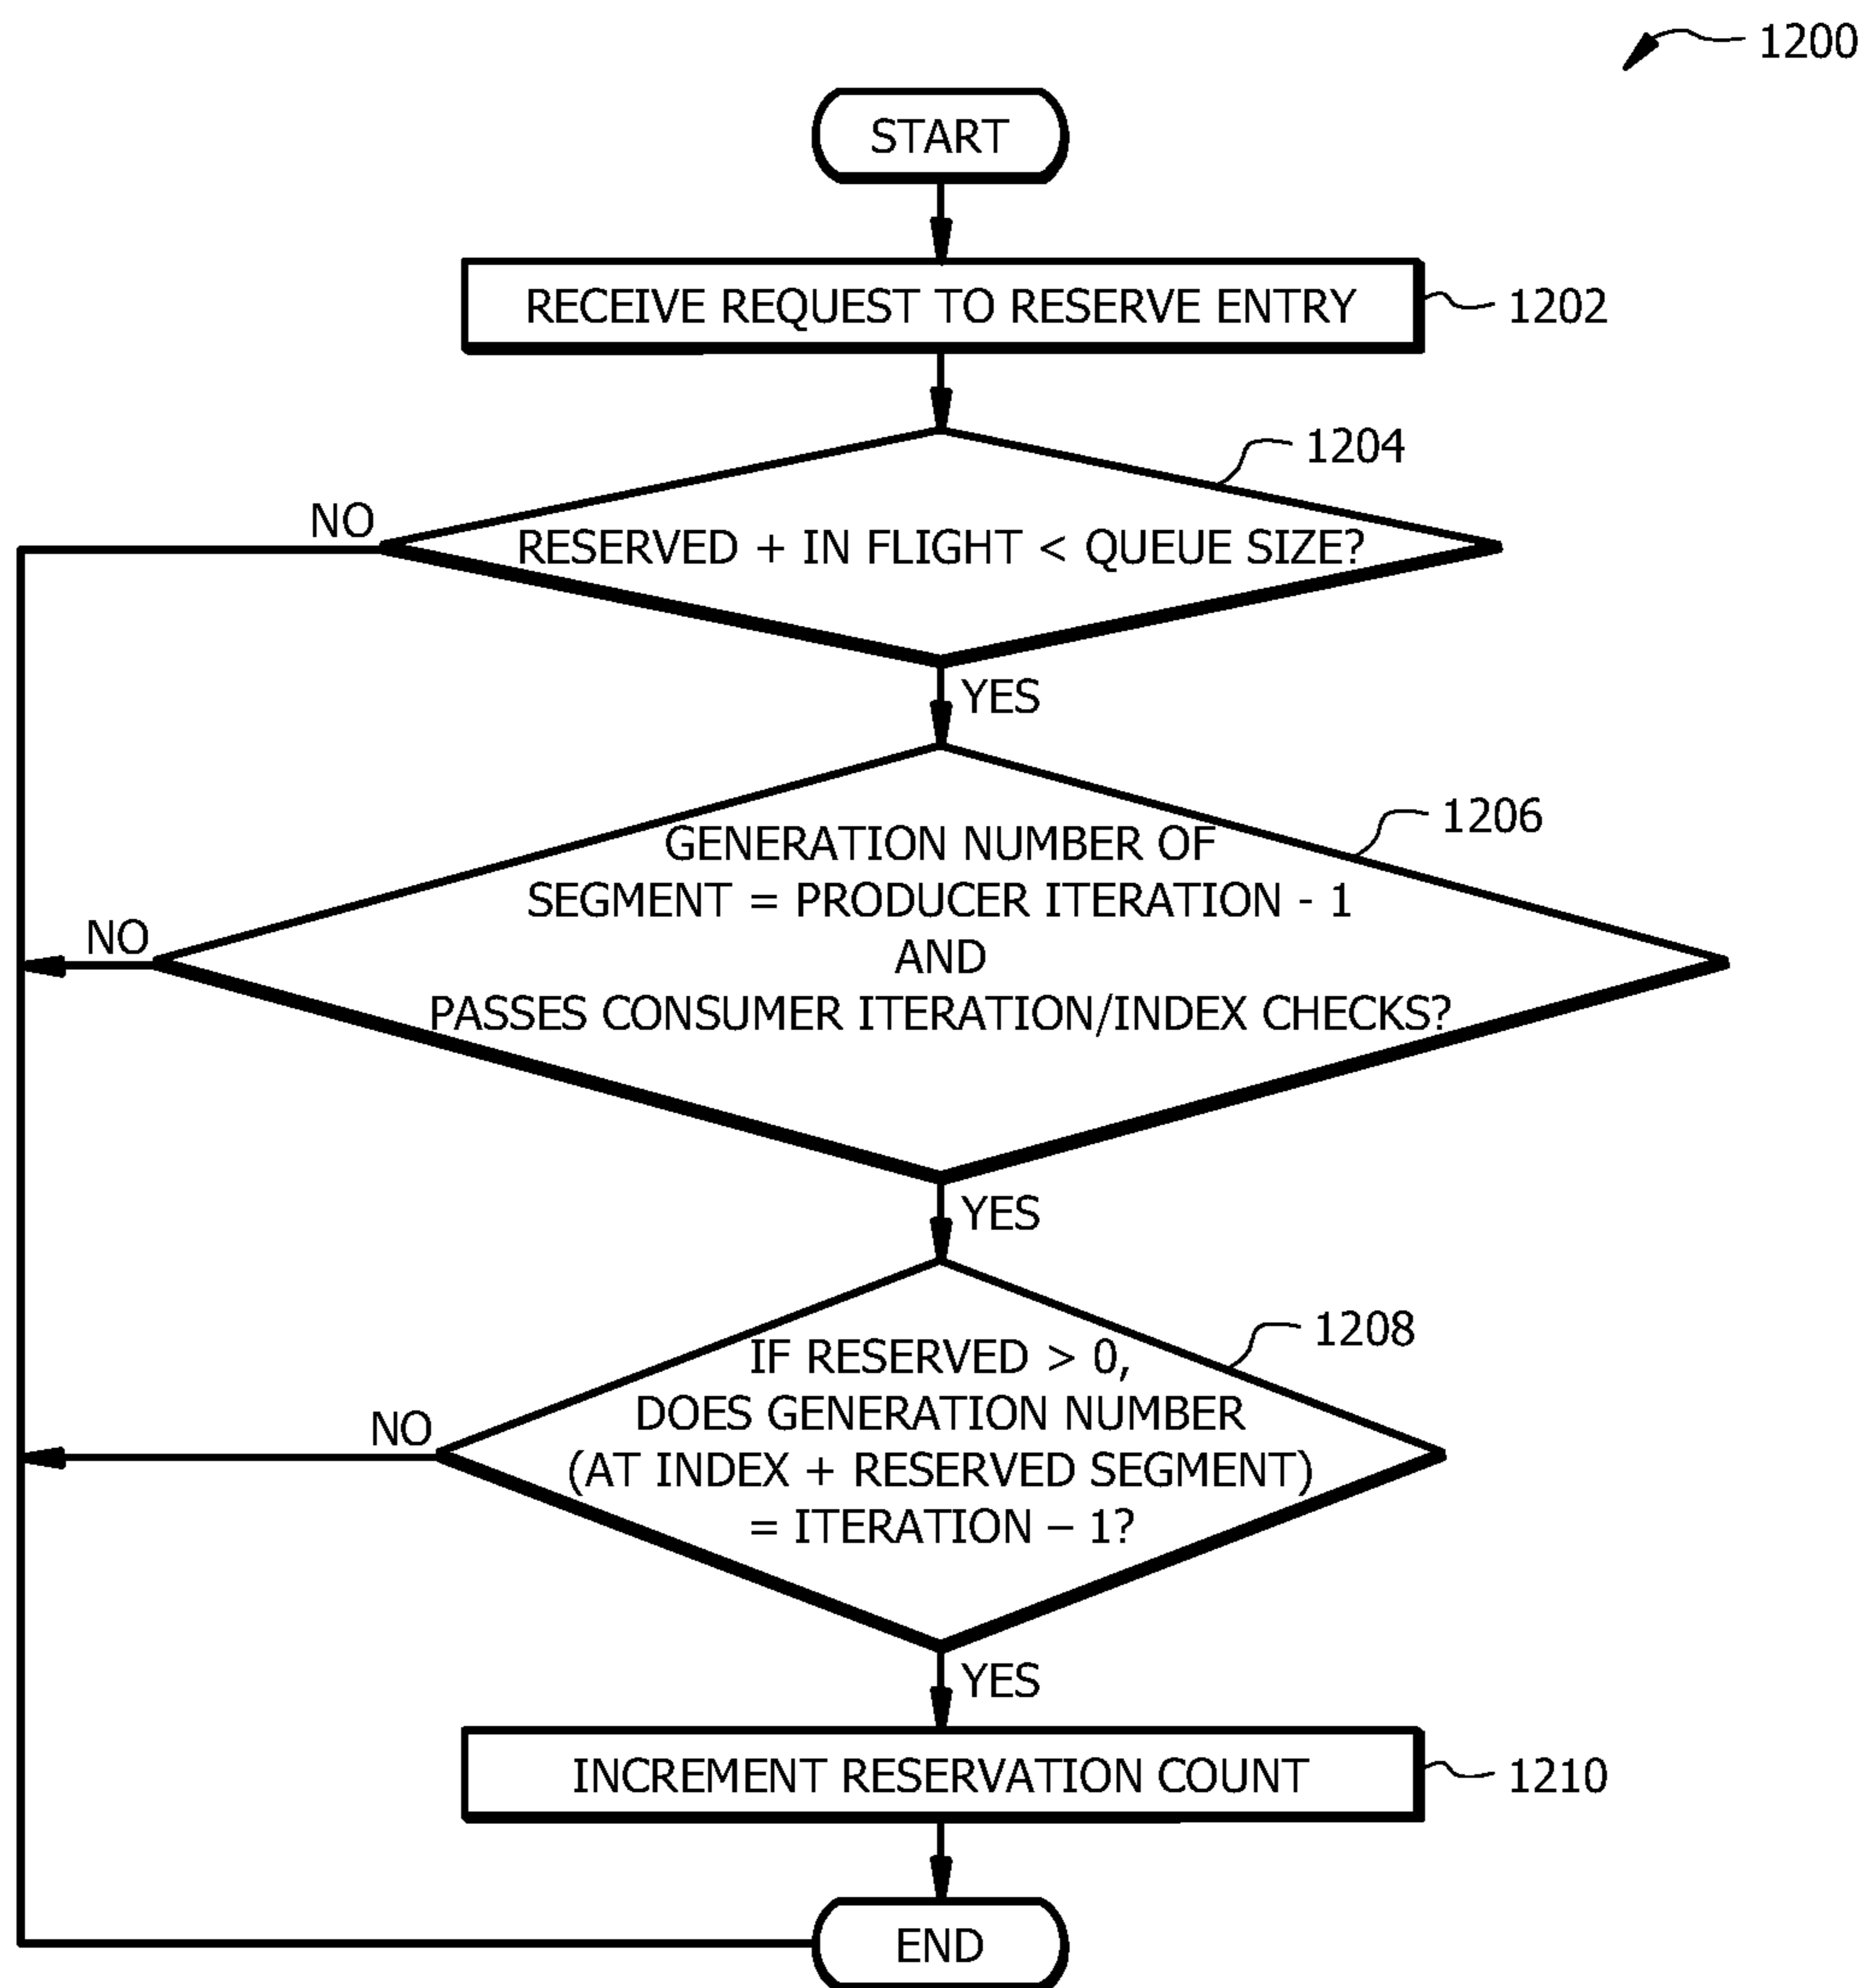 1200
START
RECEIVE REQUEST TO RESERVE ENTRY
1202
1204
NO
RESERVED + IN FLIGHT < QUEUE SIZE?
YES
1206
GENERATION NUMBER OF
SEGMENT = PRODUCER ITERATION - 1
AND
PASSES CONSUMER ITERATION/INDEX CHECKS?
NO
YES
1208
IF RESERVED > 0,
DOES GENERATION NUMBER
(AT INDEX + RESERVED SEGMENT)
= ITERATION – 1?
NO
YES
INCREMENT RESERVATION COUNT
1210
END